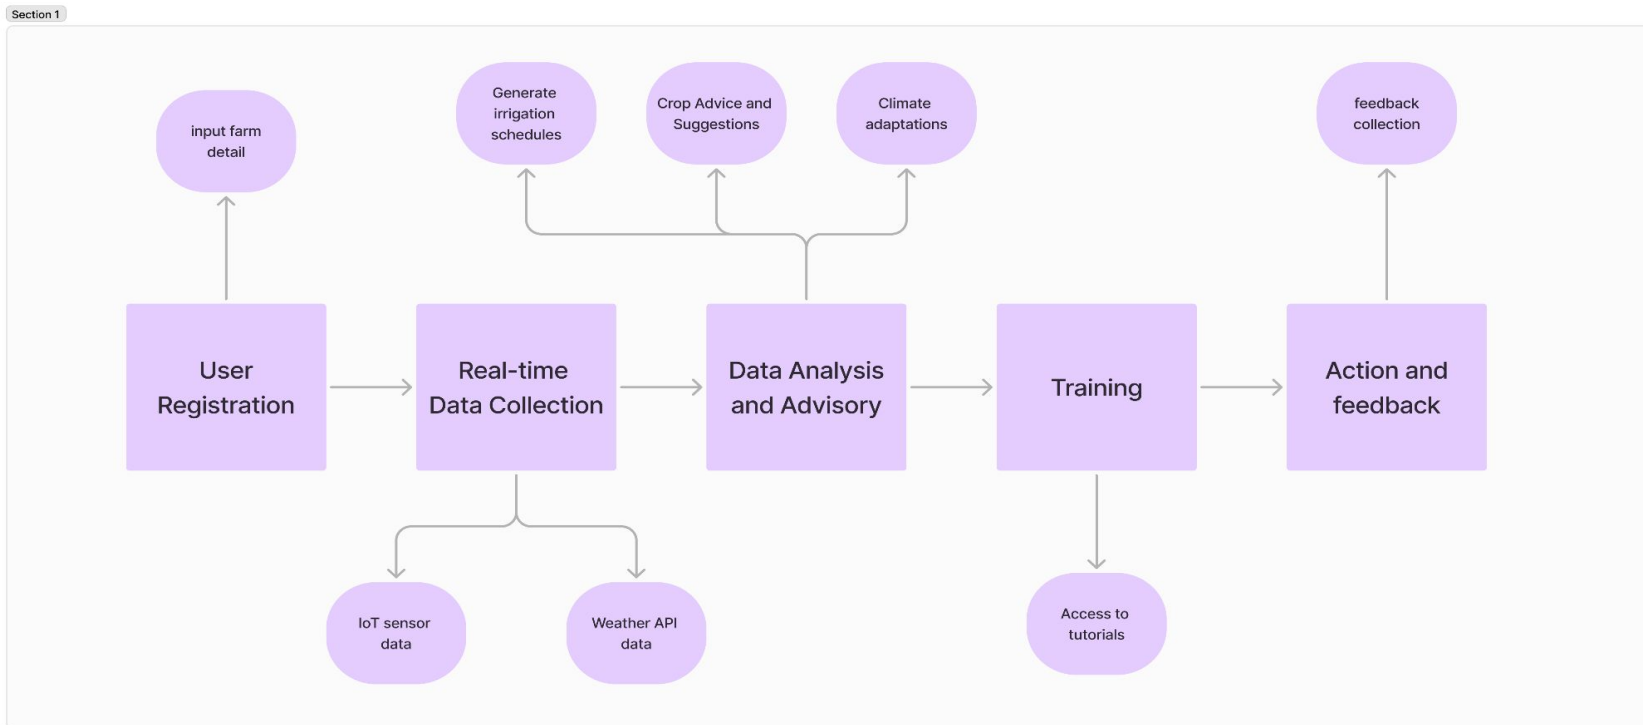 Section 1
input farm
detail
Generate
irrigation
schedules
Crop Advice and
Suggestions
Climate
adaptations
feedback
collection
User
Registration
Real-time
Data Collection
Data Analysis
and Advisory
Training
Action and
feedback
IoT sensor
data
Weather API
data
Access to
tutorials